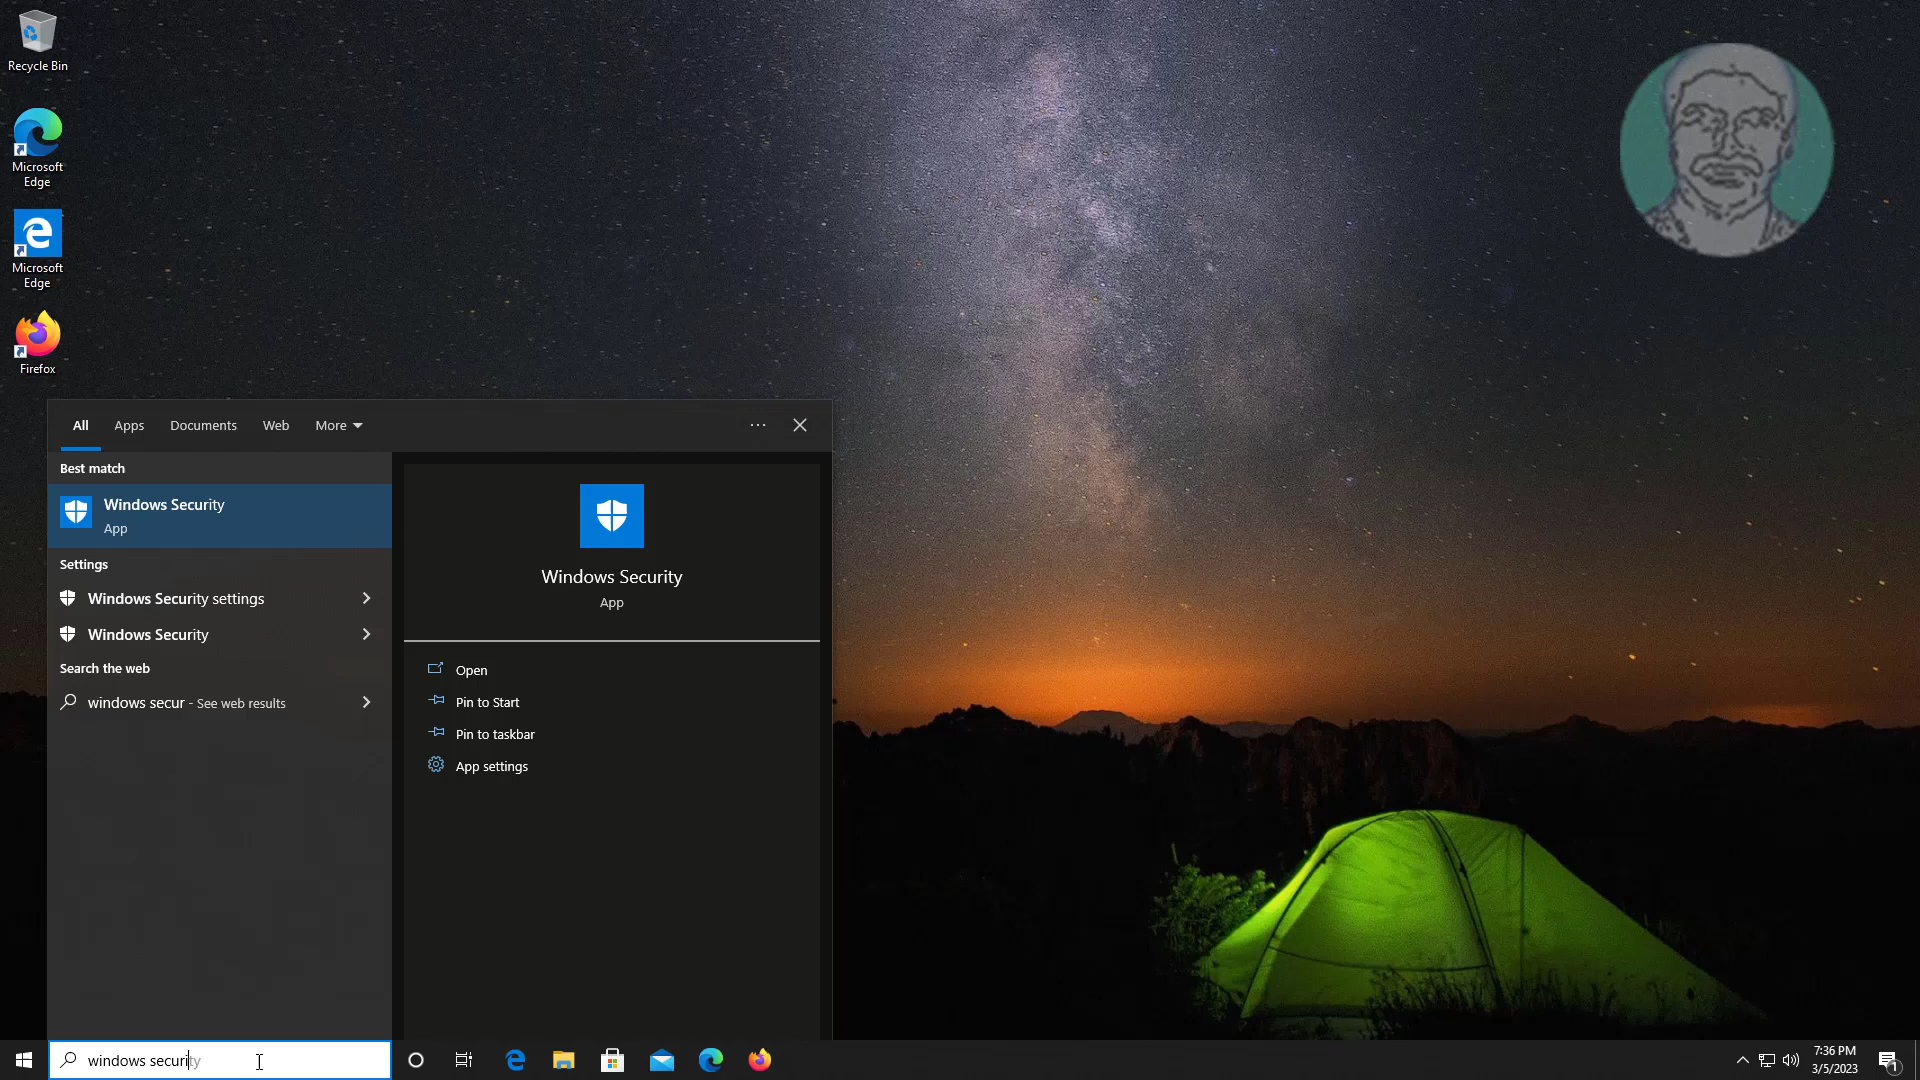 Recycle Bin
Microsoft
Edge
Microsoft
Edge
Firefox
All Apps Documents Web More
Best match
Windows Security
App
Settings
Windows Security settings
Windows Security
Search the web
windows secur - See web results
Windows Security
App
Open
Pin to Start
Pin to taskbar
App settings
windows security
7:36 PM
3/5/2023
1